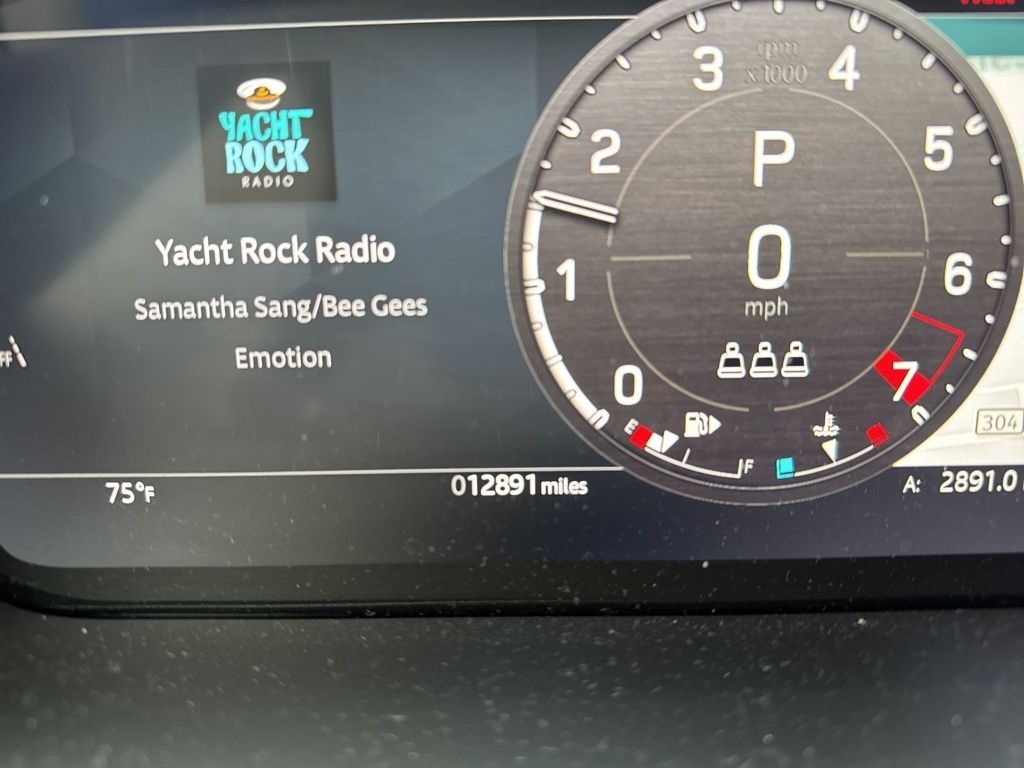 YACHT
ROCK
RADIO
Yacht Rock Radio
Samantha Sang/Bee Gees
Emotion
FF
rpm
x1000
0
1
2
3
4
5
6
7
P
0
mph
E
F
304
75°F
012891 miles
A: 2891.0